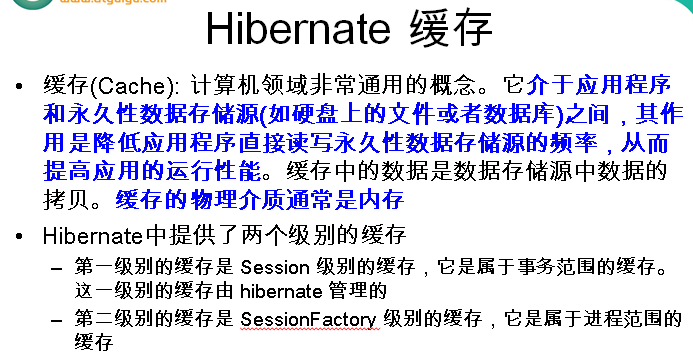 www.atguigu.com
Hibernate 缓存
• 缓存(Cache): 计算机领域非常通用的概念。它介于应用程序
和永久性数据存储源(如硬盘上的文件或者数据库)之间，其作
用是降低应用程序直接读写永久性数据存储源的频率，从而
提高应用的运行性能。缓存中的数据是数据存储源中数据的
拷贝。缓存的物理介质通常是内存
• Hibernate中提供了两个级别的缓存
– 第一级别的缓存是 Session 级别的缓存，它是属于事务范围的缓存。
这一级别的缓存由 hibernate 管理的
– 第二级别的缓存是 SessionFactory 级别的缓存，它是属于进程范围的
缓存